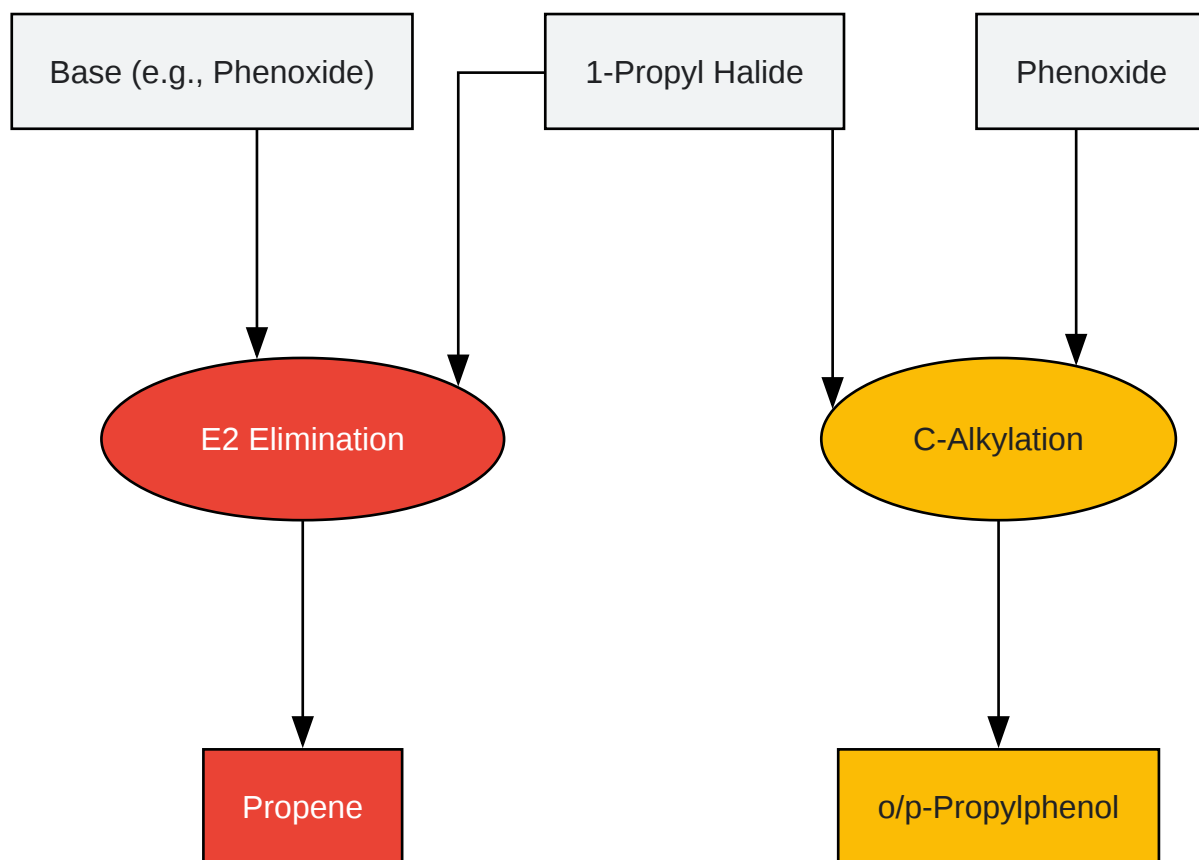 Base (e.g., Phenoxide)
1-Propyl Halide
Phenoxide
E2 Elimination
C-Alkylation
Propene
o/p-Propylphenol